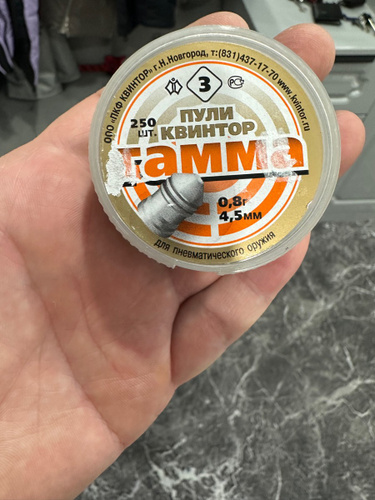 ООО «ПКФ КВИНТОР» г.Н.Новгород, т:(831)437-17-70 www.kvintor.ru
3
РСТ
250
ШТ.
ПУЛИ
КВИНТОР
гамма
0,8г
4,5мм
для пневматического оружия